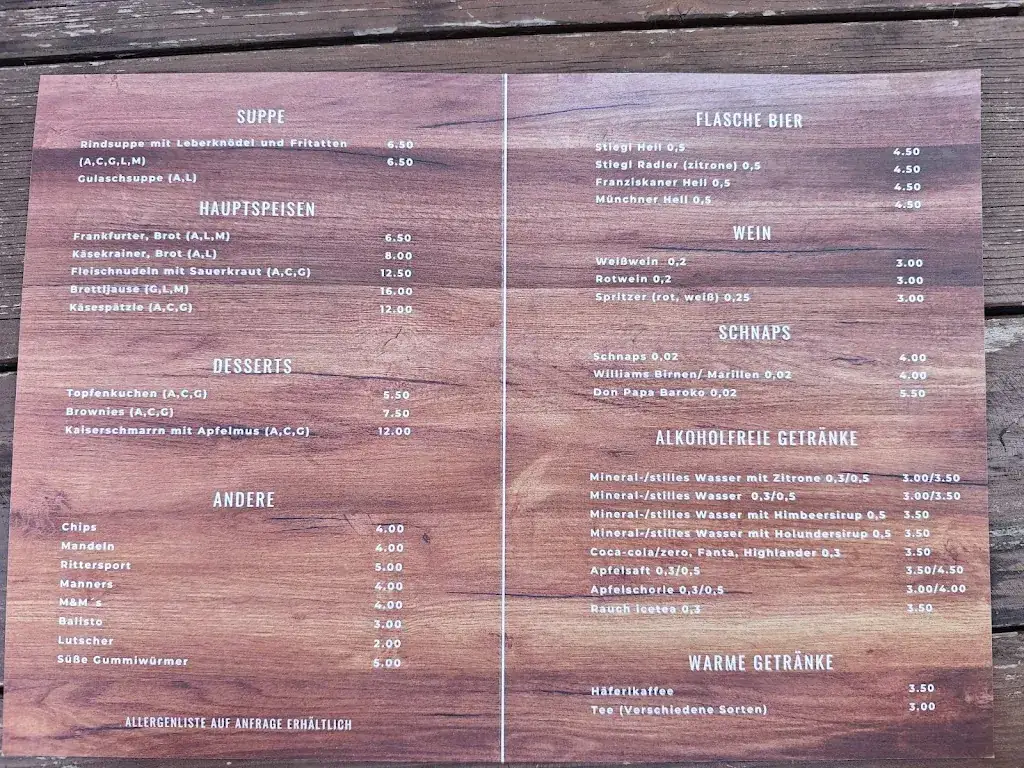 SUPPE
Rindsuppe mit Leberknödel und Fritatten 6.50
(A,C,G,L,M) 6.50
Gulaschsuppe (A,L)
HAUPTSPEISEN
Frankfurter, Brot (A,L,M) 6.50
Käsekrainer, Brot (A,L) 8.00
Fleischnudeln mit Sauerkraut (A,C,G) 12.50
Brettljause (G,L,M) 16.00
Käsespätzle (A,C,G) 12.00
DESSERTS
Topfenkuchen (A,C,G) 5.50
Brownies (A,C,G) 7.50
Kaiserschmarrn mit Apfelmus (A,C,G) 12.00
ANDERE
Chips 4.00
Mandeln 4.00
Rittersport 5.00
Manners 4.00
M&M´s 4.00
Balisto 3.00
Lutscher 2.00
Süße Gummiwürmer 5.00
ALLERGENLISTE AUF ANFRAGE ERHÄLTLICH
FLASCHE BIER
Stiegl Hell 0,5 4.50
Stiegl Radler (zitrone) 0,5 4.50
Franziskaner Hell 0,5 4.50
Münchner Hell 0,5 4.50
WEIN
Weißwein 0,2 3.00
Rotwein 0,2 3.00
Spritzer (rot, weiß) 0,25 3.00
SCHNAPS
Schnaps 0,02 4.00
Williams Birnen/ Marillen 0,02 4.00
Don Papa Baroko 0,02 5.50
ALKOHOLFREIE GETRÄNKE
Mineral-/stilles Wasser mit Zitrone 0,3/0,5 3.00/3.50
Mineral-/stilles Wasser 0,3/0,5 3.00/3.50
Mineral-/stilles Wasser mit Himbeersirup 0,5 3.50
Mineral-/stilles Wasser mit Holundersirup 0,5 3.50
Coca-cola/zero, Fanta, Highlander 0,3 3.50
Apfelsaft 0,3/0,5 3.50/4.50
Apfelschorle 0,3/0,5 3.00/4.00
Rauch icetea 0,3 3.50
WARME GETRÄNKE
Häferlkaffee 3.50
Tee (Verschiedene Sorten) 3.00